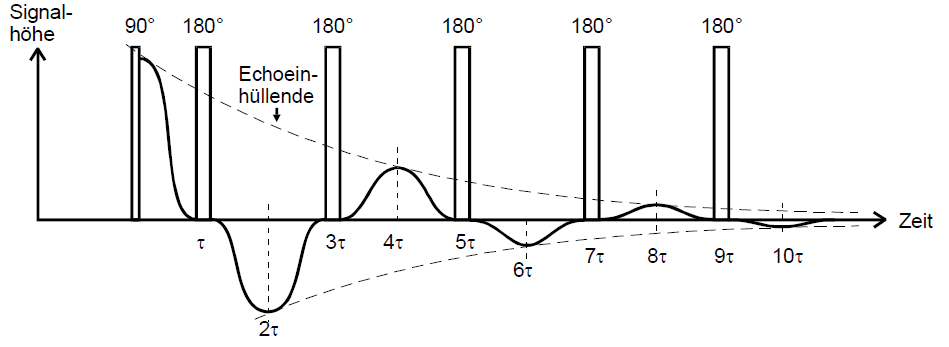 Signal-
höhe
90° 180° 180° 180° 180° 180°
Echoein-
hüllende
Zeit
τ 3τ 4τ 5τ 6τ 7τ 8τ 9τ 10τ
2τ